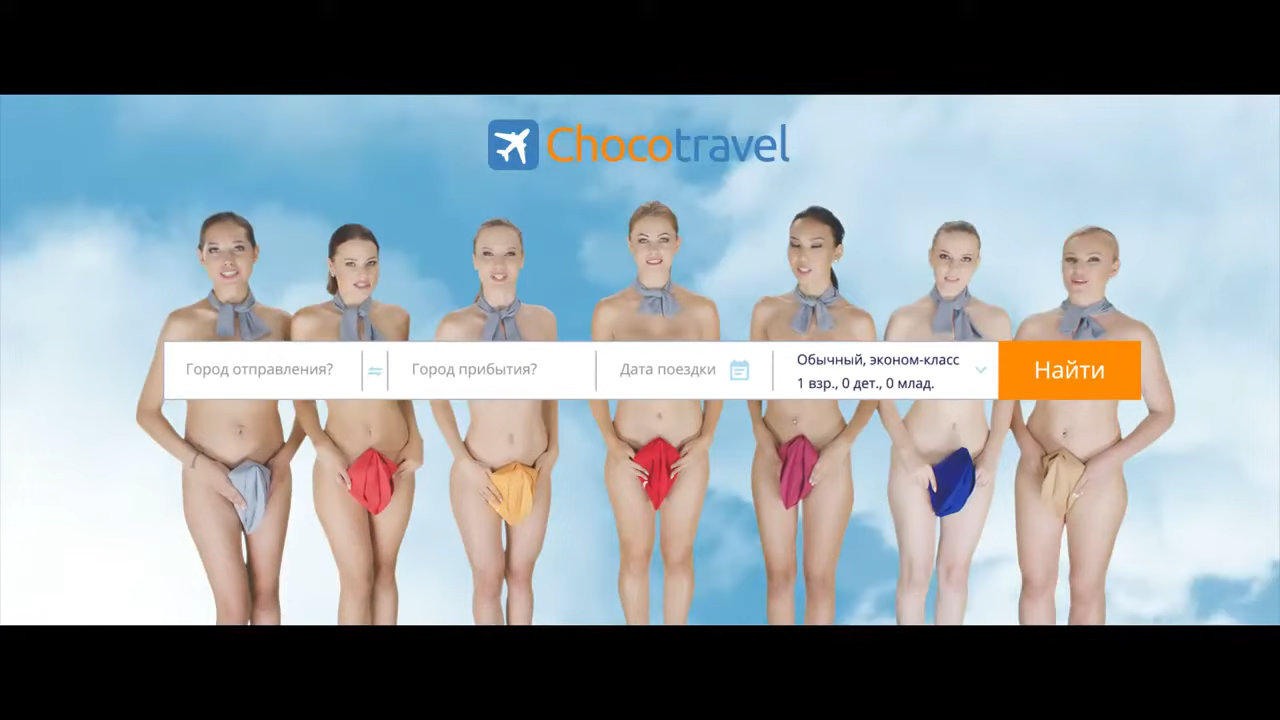 Chocotravel
Город отправления?
Город прибытия?
Дата поездки
Обычный, эконом-класс
1 взр., 0 дет., 0 млад.
Найти